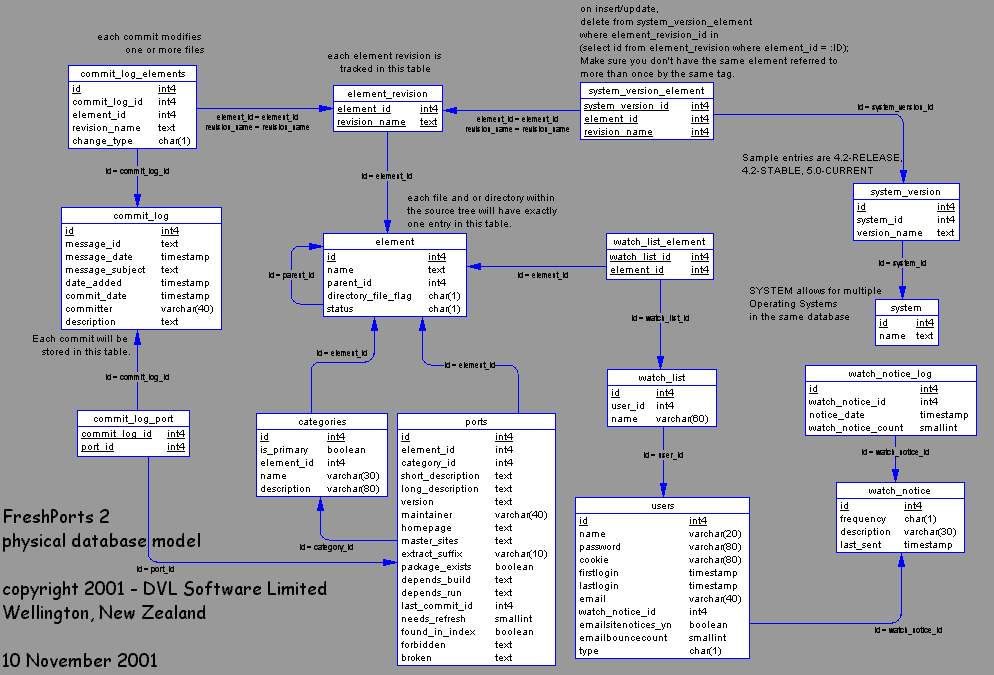 each commit modifies
one or more files
commit_log_elements
id int4
commit_log_id int4
element_id int4
revision_name text
change_type char(1)
id = commit_log_id
element_id = element_id
revision_name = revision_name
each element revision is
tracked in this table
element_revision
element_id int4
revision_name text
element_id = element_id
revision_name = revision_name
on insert/update,
delete from system_version_element
where element_revision_id in
(select id from element_revision where element_id = :ID);
Make sure you don't have the same element referred to
more than once by the same tag.
system_version_element
system_version_id int4
element_id int4
revision_name int4
id = system_version_id
Sample entries are 4.2-RELEASE,
4.2-STABLE, 5.0-CURRENT
system_version
id int4
system_id int4
version_name text
id = system_id
SYSTEM allows for multiple
Operating Systems
in the same database
system
id int4
name text
commit_log
id int4
message_id text
message_date timestamp
message_subject text
date_added timestamp
commit_date timestamp
committer varchar(40)
description text
Each commit will be
stored in this table.
id = commit_log_id
commit_log_port
commit_log_id int4
port_id int4
id = port_id
id = element_id
each file and or directory within
the source tree will have exactly
one entry in this table.
element
id int4
name text
parent_id int4
directory_file_flag char(1)
status char(1)
id = parent_id
id = element_id
watch_list_element
watch_list_id int4
element_id int4
id = watch_list_id
watch_list
id int4
user_id int4
name varchar(60)
id = user_id
id = element_id
id = element_id
categories
id int4
is_primary boolean
element_id int4
name varchar(30)
description varchar(80)
id = category_id
ports
id int4
element_id int4
category_id int4
short_description text
long_description text
version text
maintainer varchar(40)
homepage text
master_sites text
extract_suffix varchar(10)
package_exists boolean
depends_build text
depends_run text
last_commit_id int4
needs_refresh smallint
found_in_index boolean
forbidden text
broken text
users
id int4
name varchar(20)
password varchar(80)
cookie varchar(80)
firstlogin timestamp
lastlogin timestamp
email varchar(40)
watch_notice_id int4
emailsitenotices_yn boolean
emailbouncecount smallint
type char(1)
id = watch_notice_id
watch_notice_log
id int4
watch_notice_id int4
notice_date timestamp
watch_notice_count smallint
id = watch_notice_id
watch_notice
id int4
frequency char(1)
description varchar(30)
last_sent timestamp
FreshPorts 2
physical database model
copyright 2001 - DVL Software Limited
Wellington, New Zealand
10 November 2001